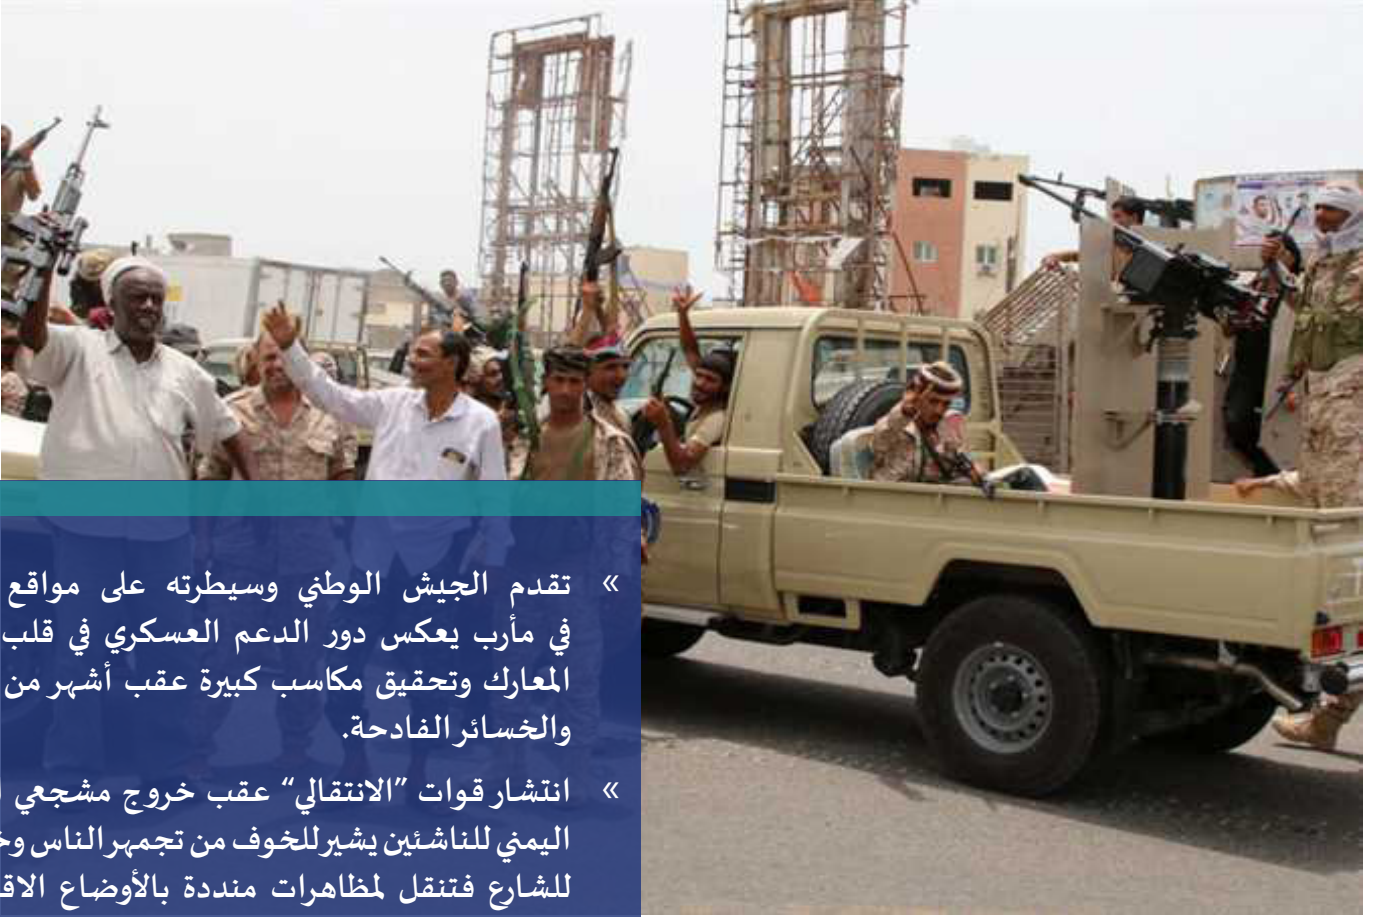 » تقدم الجيش الوطني وسيطرته على مواقع
في مأرب يعكس دور الدعم العسكري في قلب
المعارك وتحقيق مكاسب كبيرة عقب أشهر من
والخسائر الفادحة.
» انتشار قوات "الانتقالي" عقب خروج مشجعي
اليمني للناشئين يشير للخوف من تجمهر الناس
للشارع فتنقل لمظاهرات منددة بالأوضاع